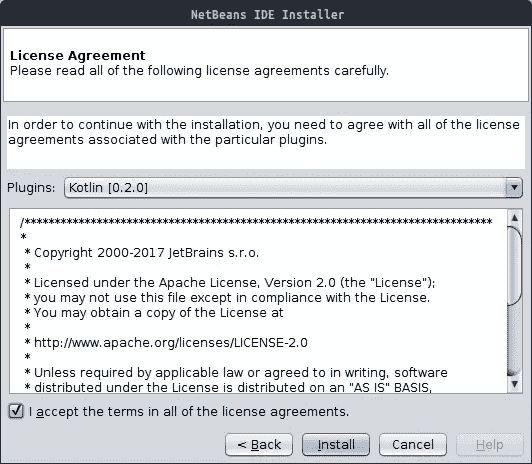 NetBeans IDE Installer
License Agreement
Please read all of the following license agreements carefully.
In order to continue with the installation, you need to agree with all of the license
agreements associated with the particular plugins.
Plugins: Kotlin [0.2.0]
/*******************************************************************************
*
* Copyright 2000-2017 JetBrains s.r.o.
*
* Licensed under the Apache License, Version 2.0 (the "License");
* you may not use this file except in compliance with the License.
* You may obtain a copy of the License at
*
* http://www.apache.org/licenses/LICENSE-2.0
*
* Unless required by applicable law or agreed to in writing, software
* distributed under the License is distributed on an "AS IS" BASIS,
I accept the terms in all of the license agreements.
< Back Install Cancel Help